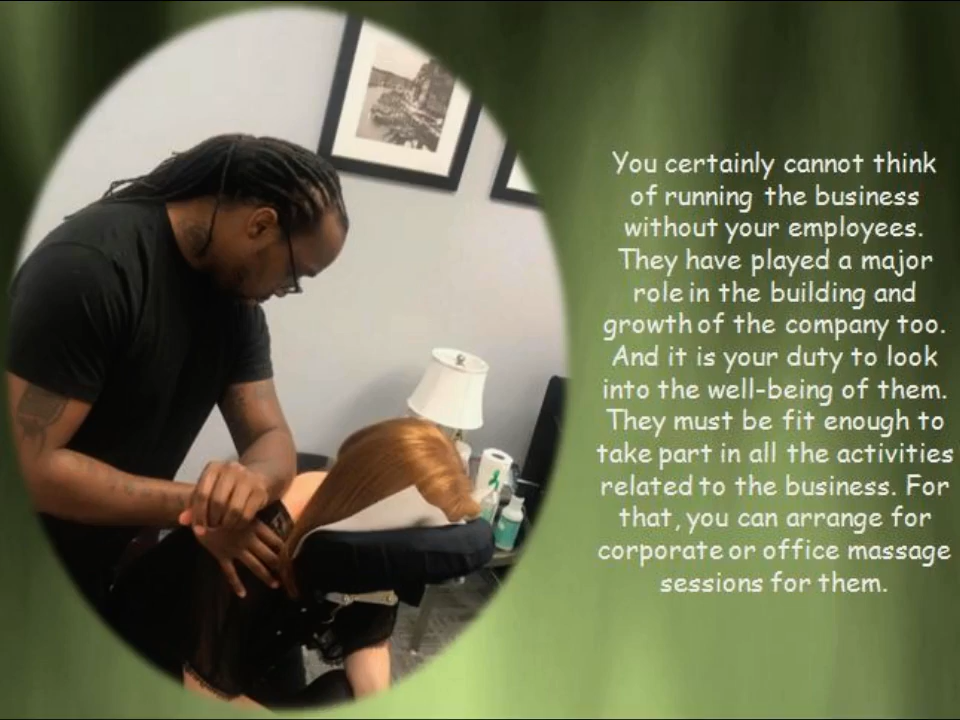 You certainly cannot think
of running the business
without your employees.
They have played a major
role in the building and
growth of the company too.
And it is your duty to look
into the well-being of them.
They must be fit enough to
take part in all the activities
related to the business. For
that, you can arrange for
corporate or office massage
sessions for them.